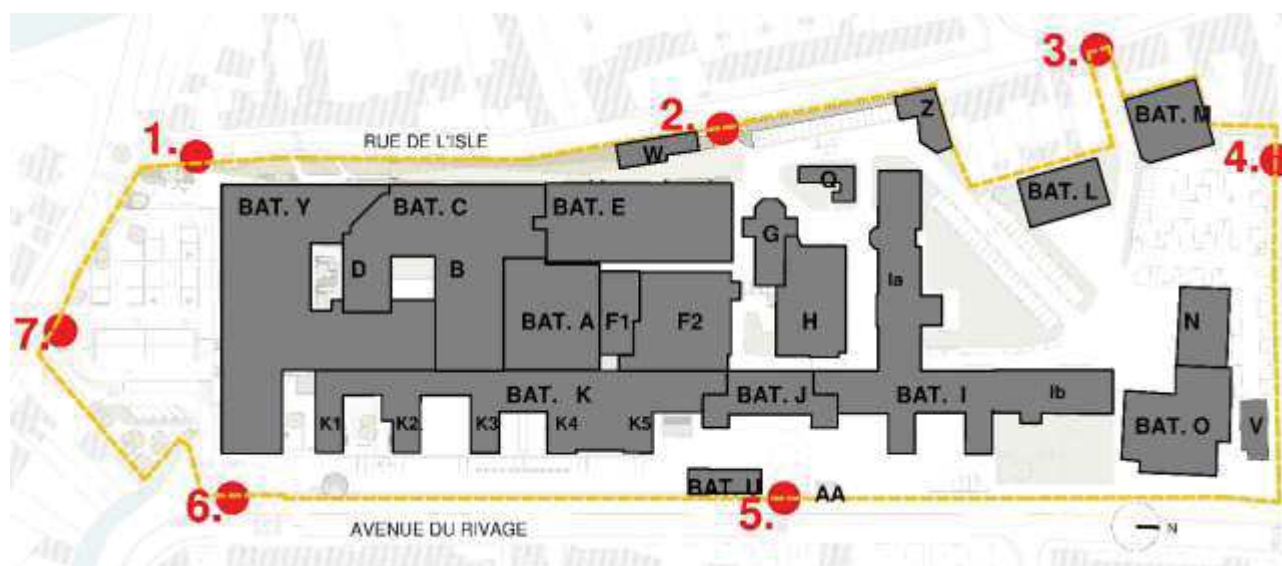 3.
2.
BAT. M
Z
RUE DE L'ISLE
1.
W
4.
BAT. L
Q
BAT. Y
BAT. C
BAT. E
G
D
B
Ia
BAT. A
F1
F2
H
N
7.
BAT. K
BAT. J
BAT. I
Ib
K1
K2
K3
K4
K5
BAT. O
V
BAT U
6.
5.
AA
AVENUE DU RIVAGE
N